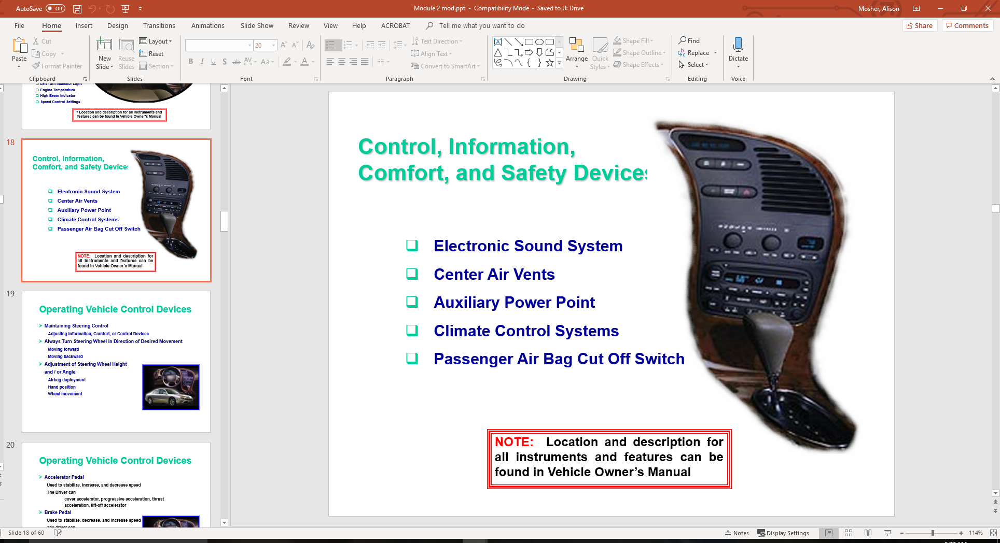 AutoSave Off
Module 2 mod.ppt - Compatibility Mode - Saved to U: Drive
Mosher, Alison
File Home Insert Design Transitions Animations Slide Show Review View Help ACROBAT Tell me what you want to do
Share Comments
Paste
Cut
Copy
Format Painter
Clipboard
New Slide
Reuse Slides
Layout
Reset
Section
Slides
20
B I U S ab AV Aa A
Font
Text Direction
Align Text
Convert to SmartArt
Paragraph
Arrange
Quick Styles
Shape Fill
Shape Outline
Shape Effects
Drawing
Find
Replace
Select
Editing
Dictate
Voice
Left Turn Indicator Light
Engine Temperature
High Beam Indicator
Speed Control Settings
* Location and description for all instruments and
features can be found in Vehicle Owner's Manual
18
Control, Information,
Comfort, and Safety Devices
Electronic Sound System
Center Air Vents
Auxiliary Power Point
Climate Control Systems
Passenger Air Bag Cut Off Switch
NOTE: Location and description for
all instruments and features can be
found in Vehicle Owner's Manual
19
Operating Vehicle Control Devices
Maintaining Steering Control
Adjusting Information, Comfort, or Control Devices
Always Turn Steering Wheel in Direction of Desired Movement
Moving forward
Moving backward
Adjustment of Steering Wheel Height
and / or Angle
Airbag deployment
Hand position
Wheel movement
20
Operating Vehicle Control Devices
Accelerator Pedal
Used to stabilize, increase, and decrease speed
The Driver can
cover accelerator, progressive acceleration, thrust
acceleration, lift-off accelerator
Brake Pedal
Used to stabilize, decrease, and increase speed
The driver can
Control, Information,
Comfort, and Safety Devices
Electronic Sound System
Center Air Vents
Auxiliary Power Point
Climate Control Systems
Passenger Air Bag Cut Off Switch
NOTE: Location and description for
all instruments and features can be
found in Vehicle Owner’s Manual
Slide 18 of 60
Notes Display Settings 114%